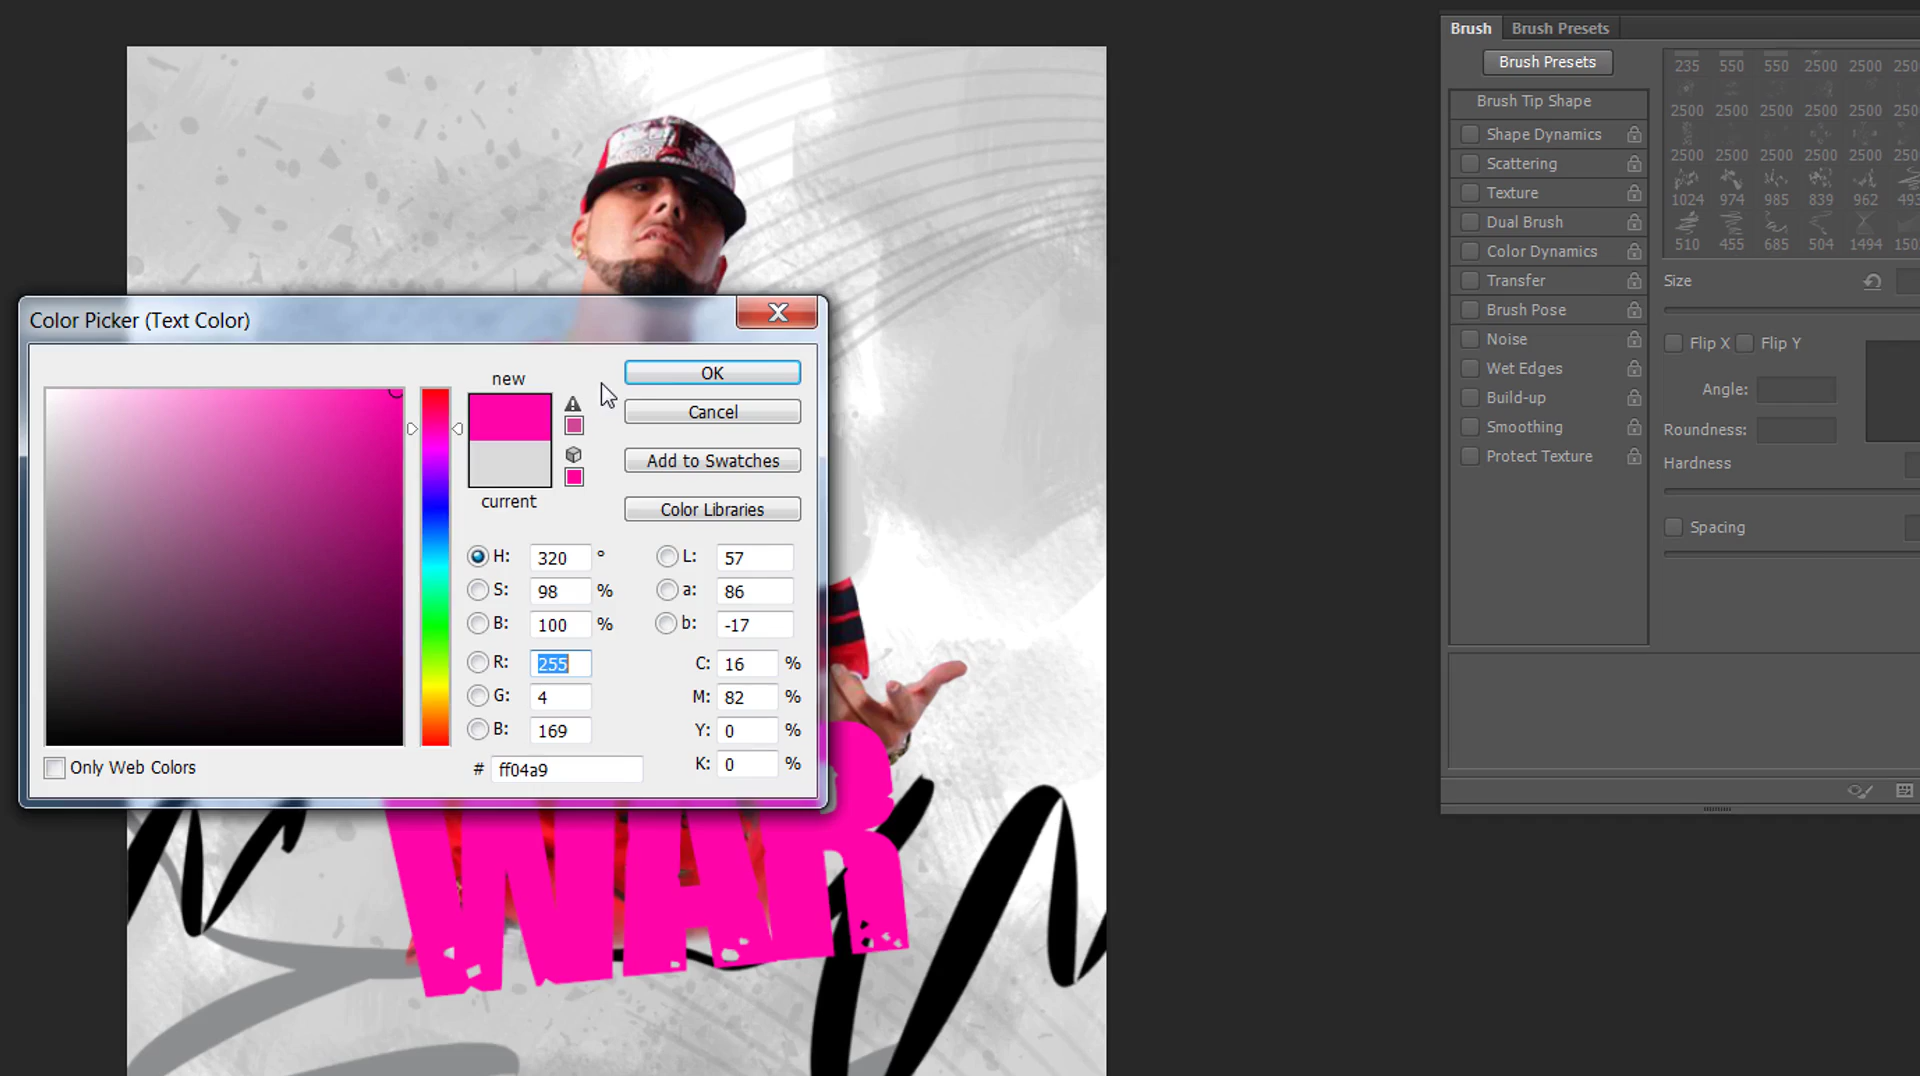 Brush Brush Presets
Brush Presets
235 550 550 2500 2500
Brush Tip Shape
2500 2500 2500 2500 2500
Shape Dynamics
2500 2500 2500 2500 2500
Scattering
Texture
1024 974 985 839 962
Dual Brush
510 455 685 504 1494
Color Dynamics
Transfer
Size
Brush Pose
Noise
Flip X Flip Y
Wet Edges
Angle:
Build-up
Smoothing
Roundness:
Protect Texture
Hardness
Spacing
Color Picker (Text Color)
new
OK
Cancel
Add to Swatches
current
Color Libraries
H: 320 ° L: 57
S: 98 % a: 86
B: 100 % b: -17
R: 255 C: 16 %
G: 4 M: 82 %
B: 169 Y: 0 %
# ff04a9 K: 0 %
Only Web Colors
WAR